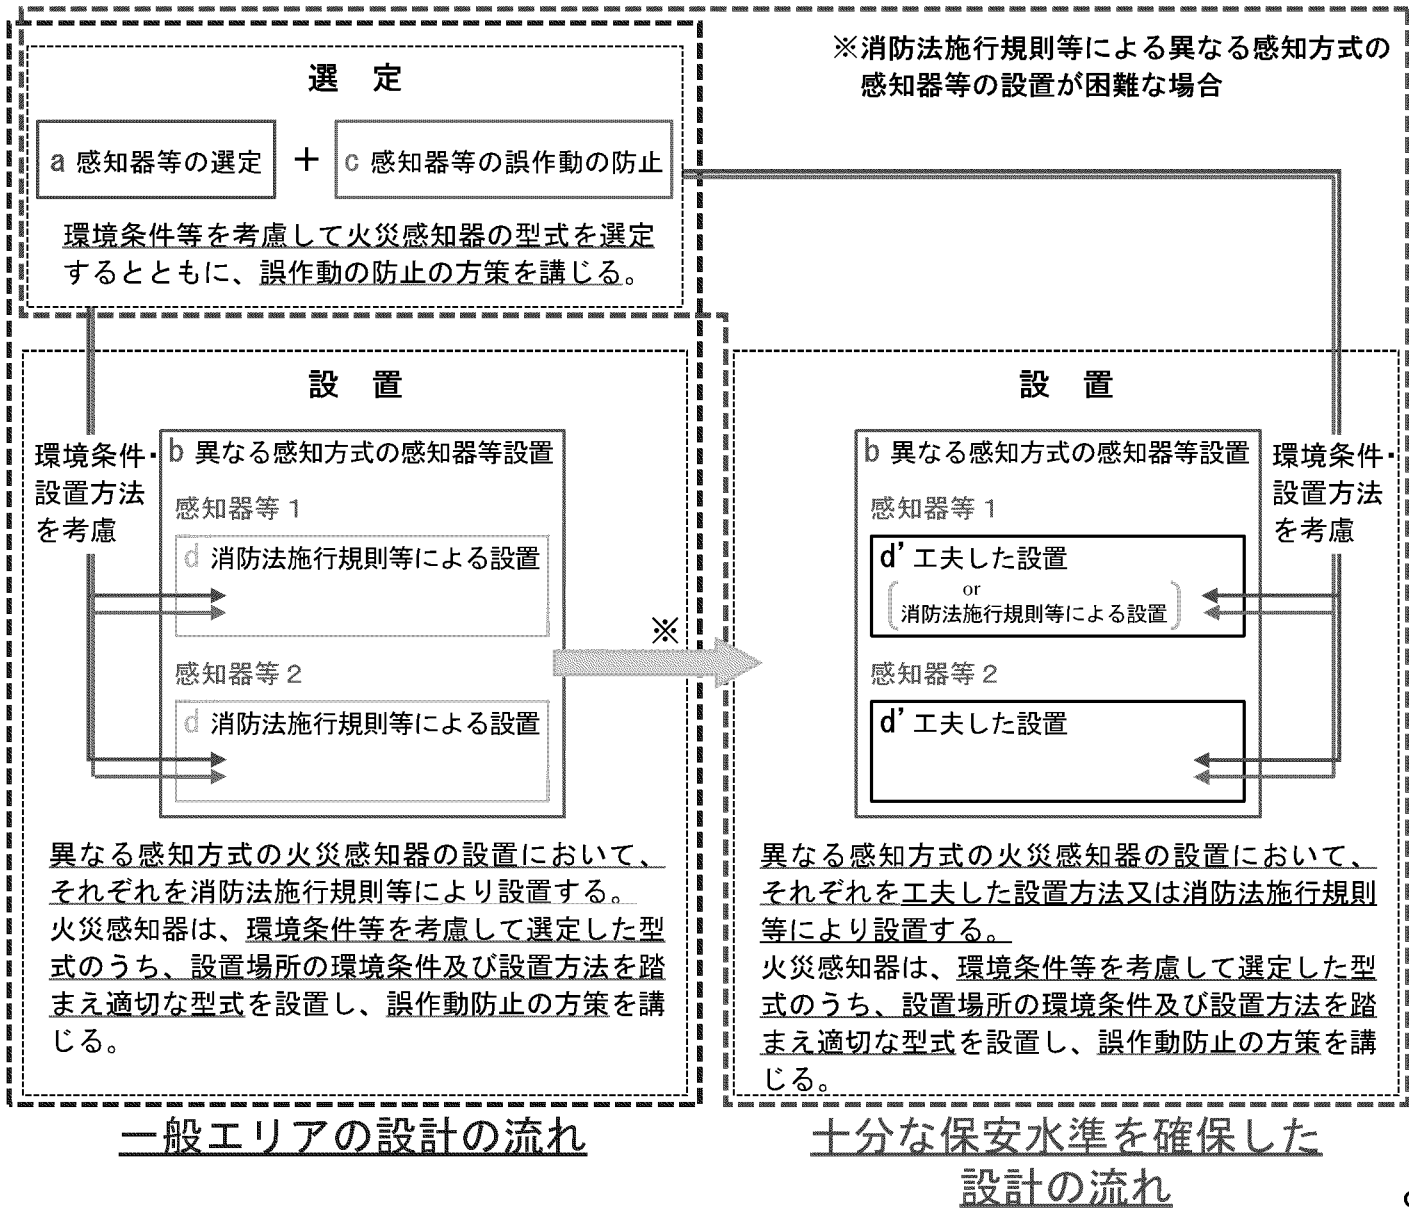 ※消防法施行規則等による異なる感知方式の
感知器等の設置が困難な場合
選　定
a 感知器等の選定
＋
c 感知器等の誤作動の防止
環境条件等を考慮して火災感知器の型式を選定
するとともに、誤作動の防止の方策を講じる。
設　置
環境条件・
設置方法
を考慮
b 異なる感知方式の感知器等設置
感知器等１
d 消防法施行規則等による設置
感知器等２
d 消防法施行規則等による設置
異なる感知方式の火災感知器の設置において、
それぞれを消防法施行規則等により設置する。
火災感知器は、環境条件等を考慮して選定した型
式のうち、設置場所の環境条件及び設置方法を踏
まえ適切な型式を設置し、誤作動防止の方策を講
じる。
一般エリアの設計の流れ
※
設　置
b 異なる感知方式の感知器等設置
感知器等１
d’ 工夫した設置
or
消防法施行規則等による設置
感知器等２
d’ 工夫した設置
環境条件・
設置方法
を考慮
異なる感知方式の火災感知器の設置において、
それぞれを工夫した設置方法又は消防法施行規則
等により設置する。
火災感知器は、環境条件等を考慮して選定した型
式のうち、設置場所の環境条件及び設置方法を踏
まえ適切な型式を設置し、誤作動防止の方策を講
じる。
十分な保安水準を確保した
設計の流れ